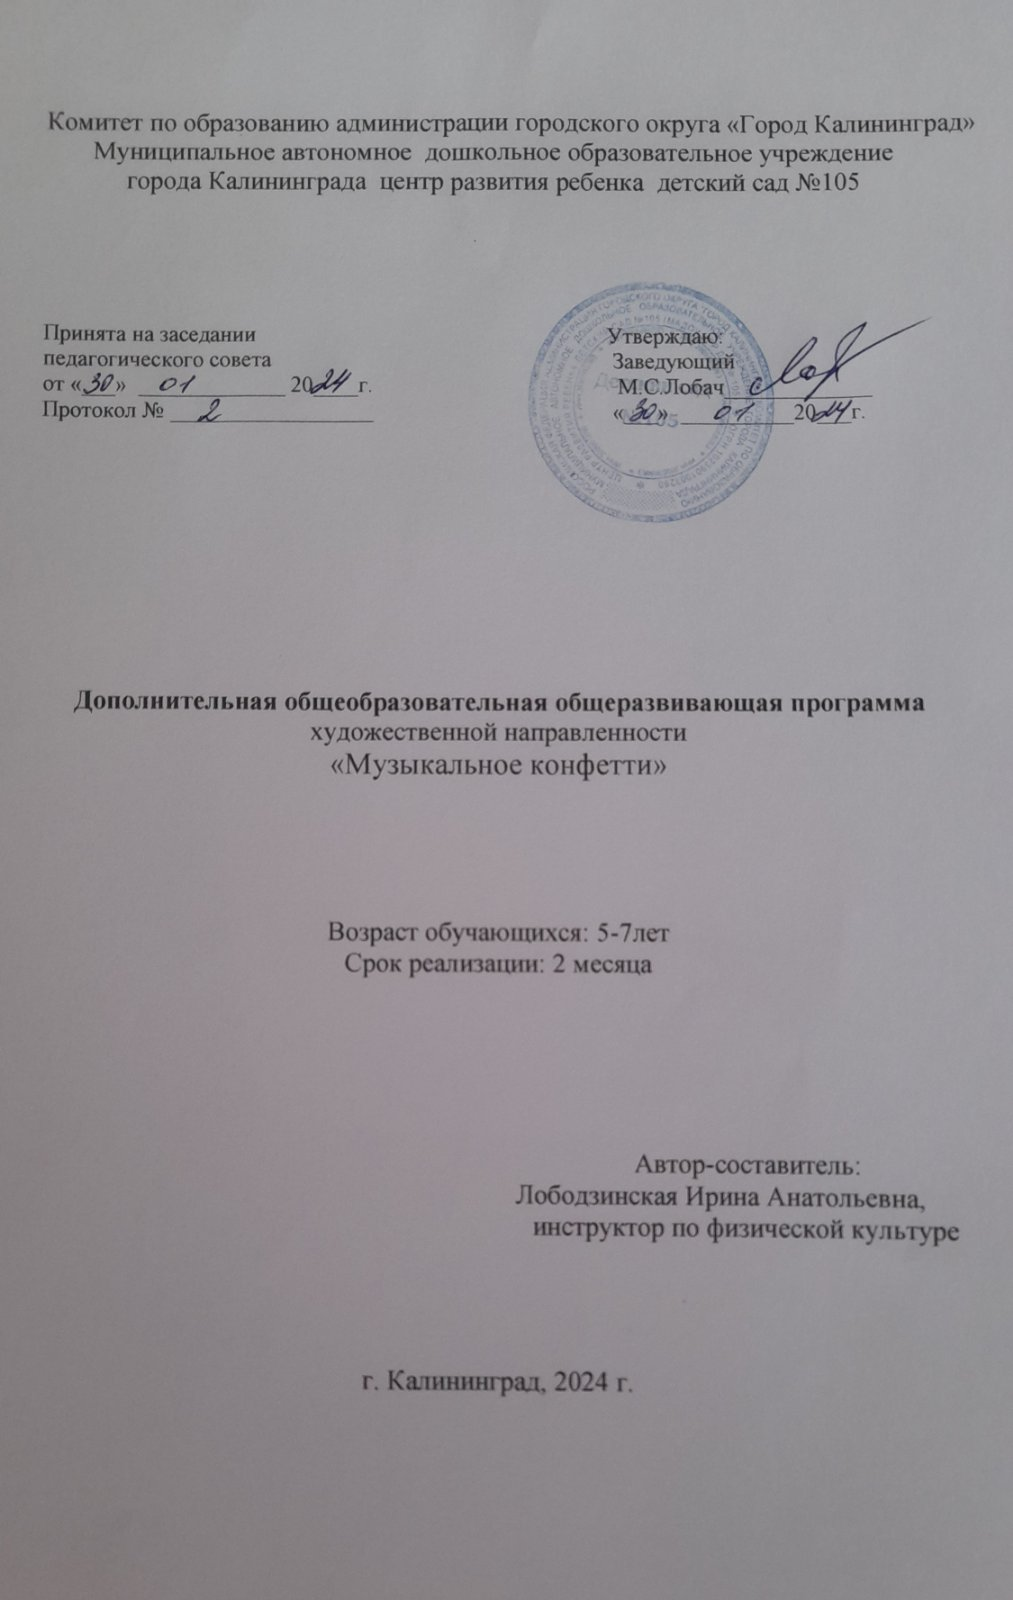 Комитет по образованию администрации городского округа «Город Калининград»
Муниципальное автономное дошкольное образовательное учреждение
города Калининграда центр развития ребенка детский сад №105
Принята на заседании
педагогического совета
от «30» 01 2024 г.
Протокол № 2
Утверждаю:
Заведующий
М.С.Лобач
«30» 01 2024г.
Дополнительная общеобразовательная общеразвивающая программа
художественной направленности
«Музыкальное конфетти»
Возраст обучающихся: 5-7лет
Срок реализации: 2 месяца
Автор-составитель:
Лободзинская Ирина Анатольевна,
инструктор по физической культуре
г. Калининград, 2024 г.